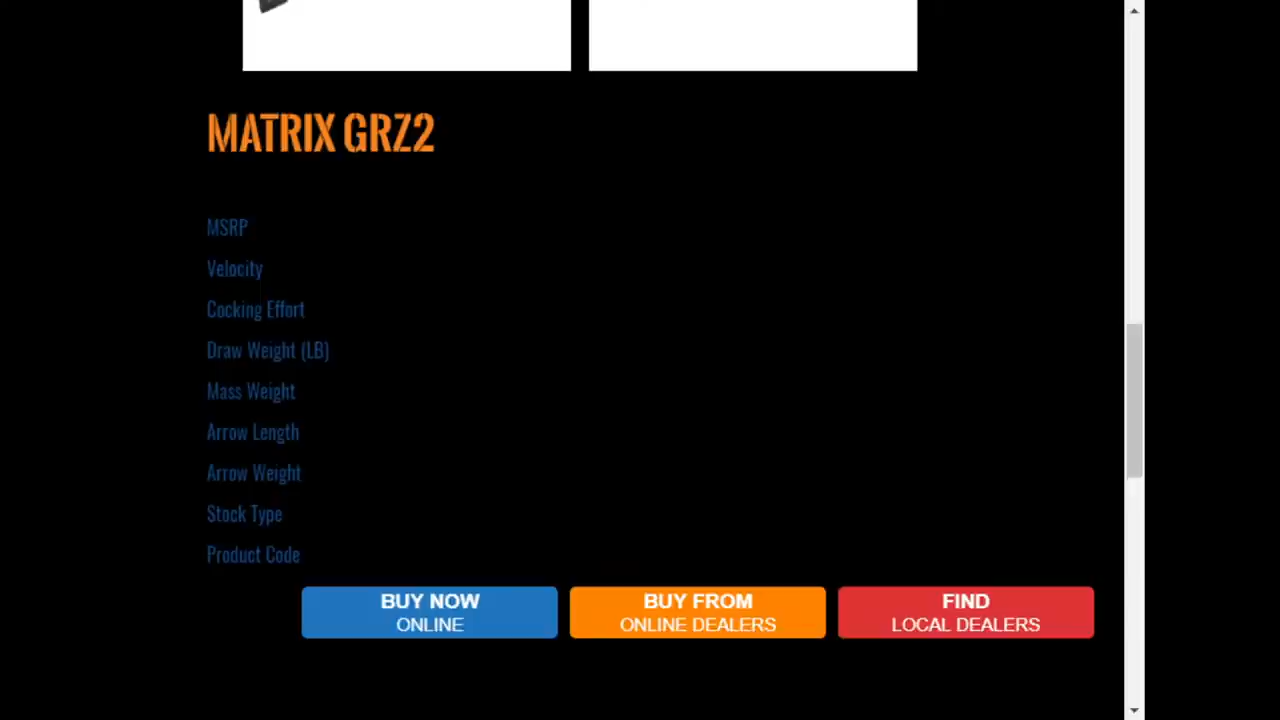 MATRIX GRZ2
MSRP
Velocity
Cocking Effort
Draw Weight (LB)
Mass Weight
Arrow Length
Arrow Weight
Stock Type
Product Code
BUY NOW
ONLINE
BUY FROM
ONLINE DEALERS
FIND
LOCAL DEALERS